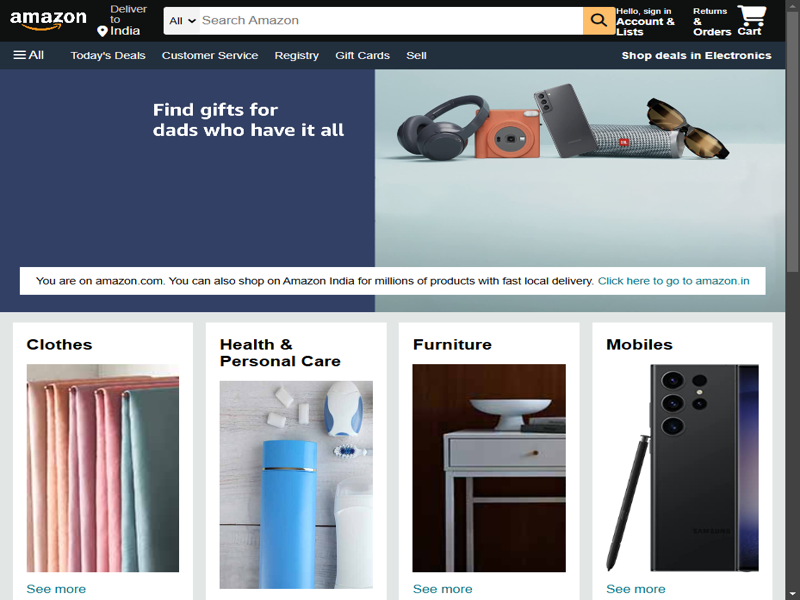 amazon
Deliver
to
India
All
Search Amazon
Hello, sign in
Account &
Lists
Returns
&
Orders
Cart
All
Today's Deals
Customer Service
Registry
Gift Cards
Sell
Shop deals in Electronics
Find gifts for
dads who have it all
JBL
You are on amazon.com. You can also shop on Amazon India for millions of products with fast local delivery. Click here to go to amazon.in
Clothes
Health &
Personal Care
Furniture
Mobiles
SAMSUNG
See more
See more
See more